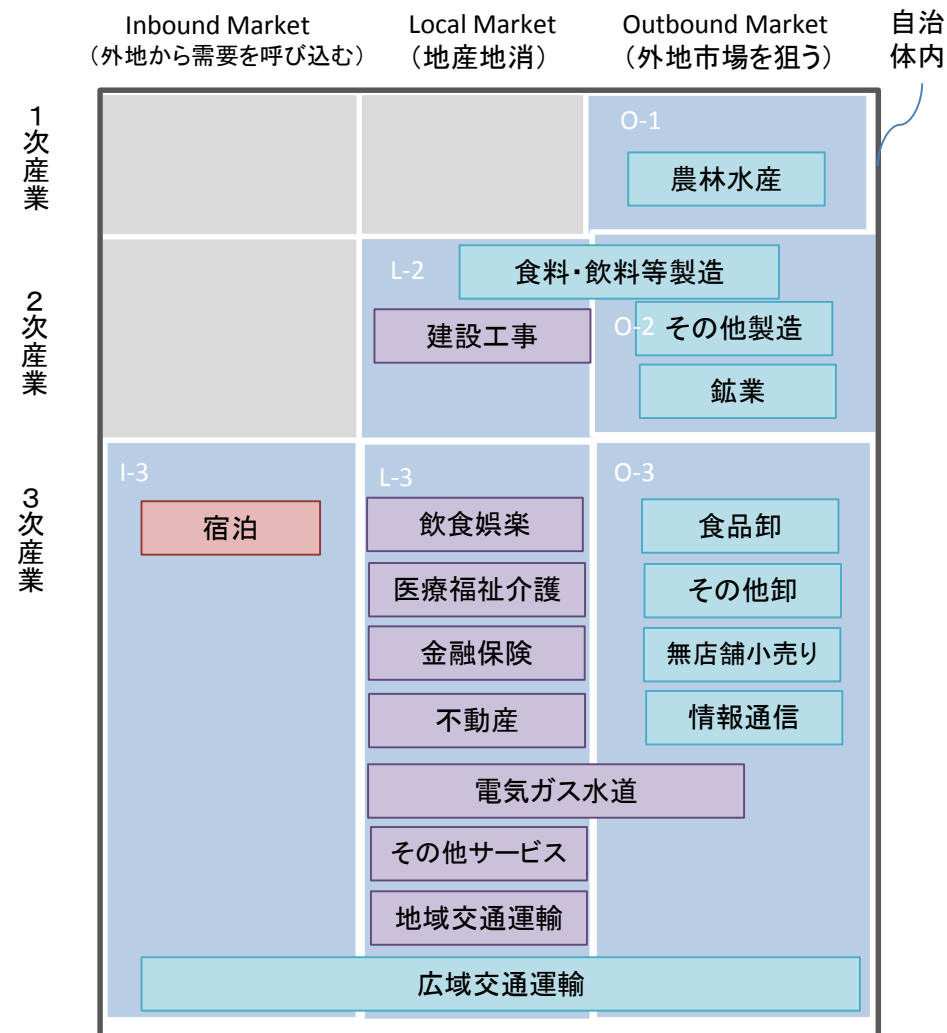 Inbound Market
（外地から需要を呼び込む）
Local Market
（地産地消）
Outbound Market
（外地市場を狙う）
自治
体内
１次産業
O-1
農林水産
２次産業
L-2
食料・飲料等製造
建設工事
O-2
その他製造
鉱業
３次産業
I-3
宿泊
L-3
飲食娯楽
医療福祉介護
金融保険
不動産
電気ガス水道
その他サービス
地域交通運輸
O-3
食品卸
その他卸
無店舗小売り
情報通信
広域交通運輸